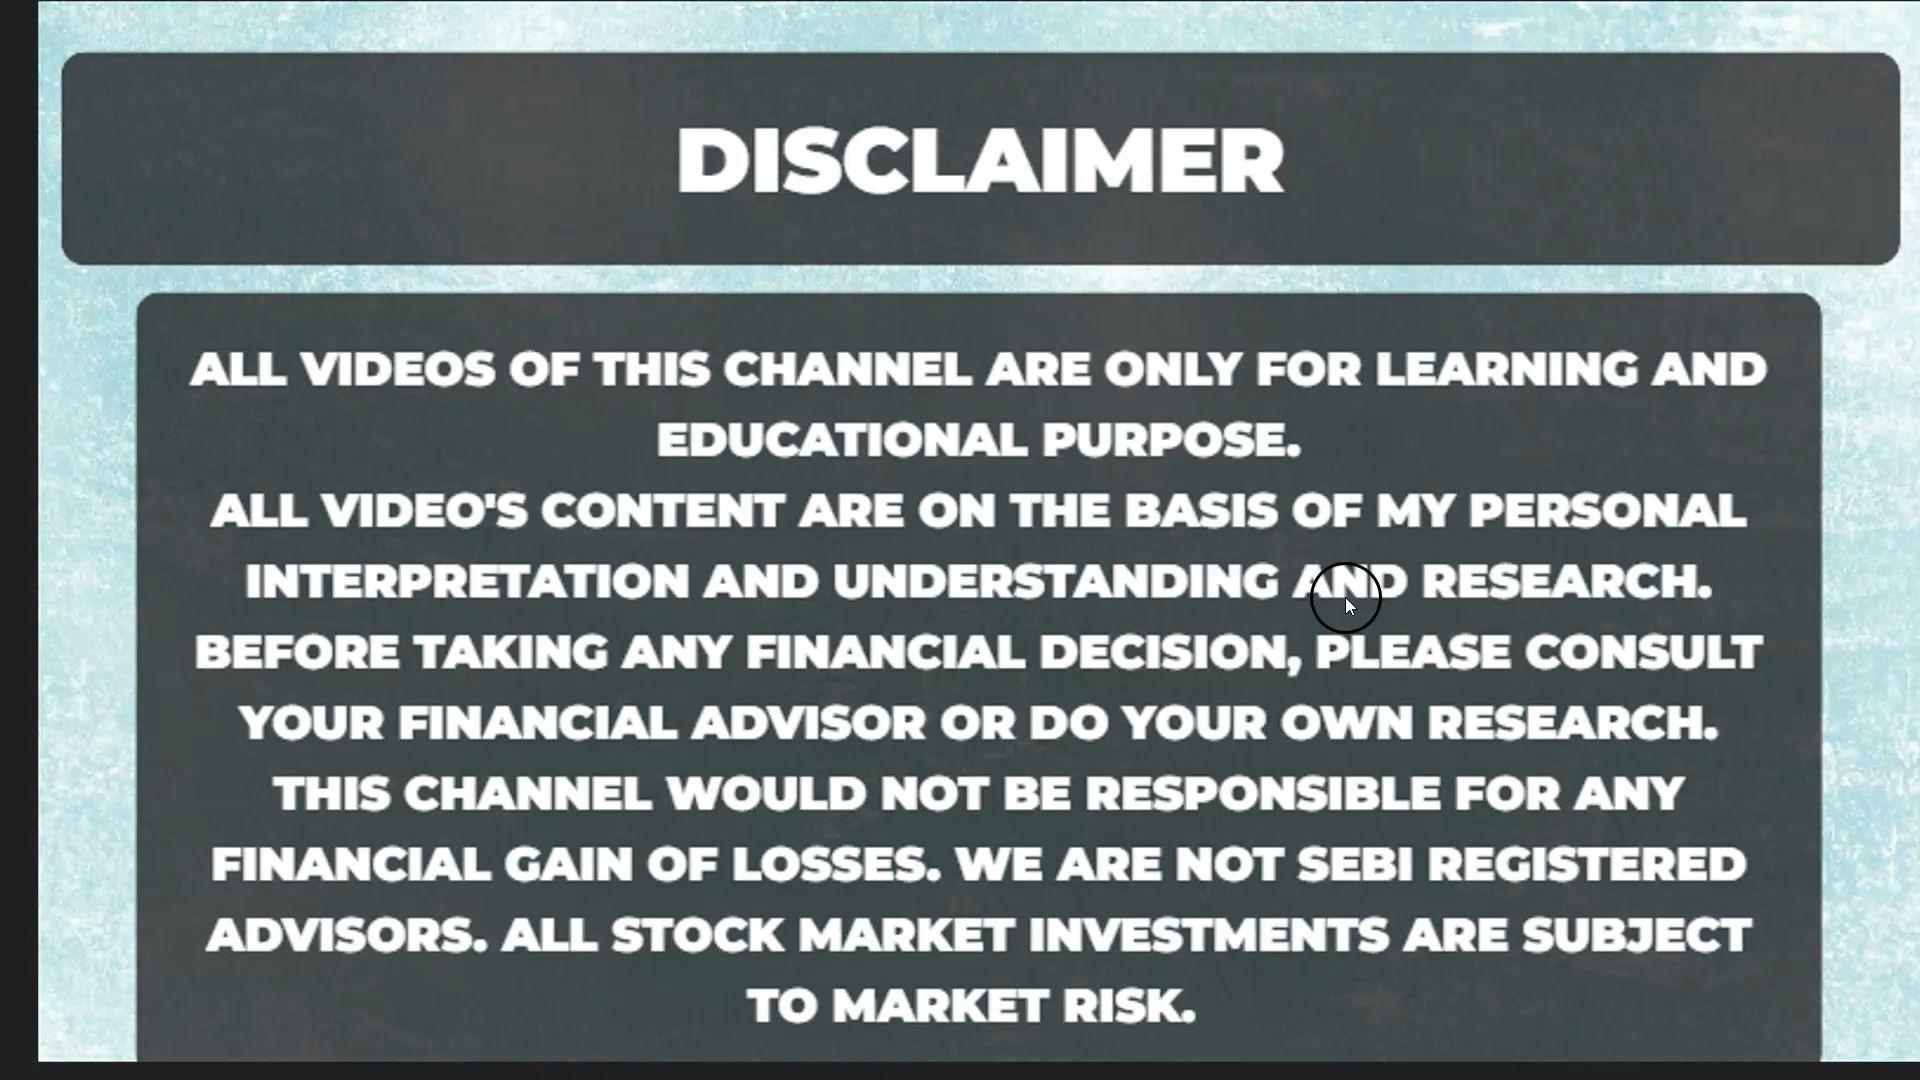 DISCLAIMER
ALL VIDEOS OF THIS CHANNEL ARE ONLY FOR LEARNING AND
EDUCATIONAL PURPOSE.
ALL VIDEO'S CONTENT ARE ON THE BASIS OF MY PERSONAL
INTERPRETATION AND UNDERSTANDING AND RESEARCH.
BEFORE TAKING ANY FINANCIAL DECISION, PLEASE CONSULT
YOUR FINANCIAL ADVISOR OR DO YOUR OWN RESEARCH.
THIS CHANNEL WOULD NOT BE RESPONSIBLE FOR ANY
FINANCIAL GAIN OF LOSSES. WE ARE NOT SEBI REGISTERED
ADVISORS. ALL STOCK MARKET INVESTMENTS ARE SUBJECT
TO MARKET RISK.